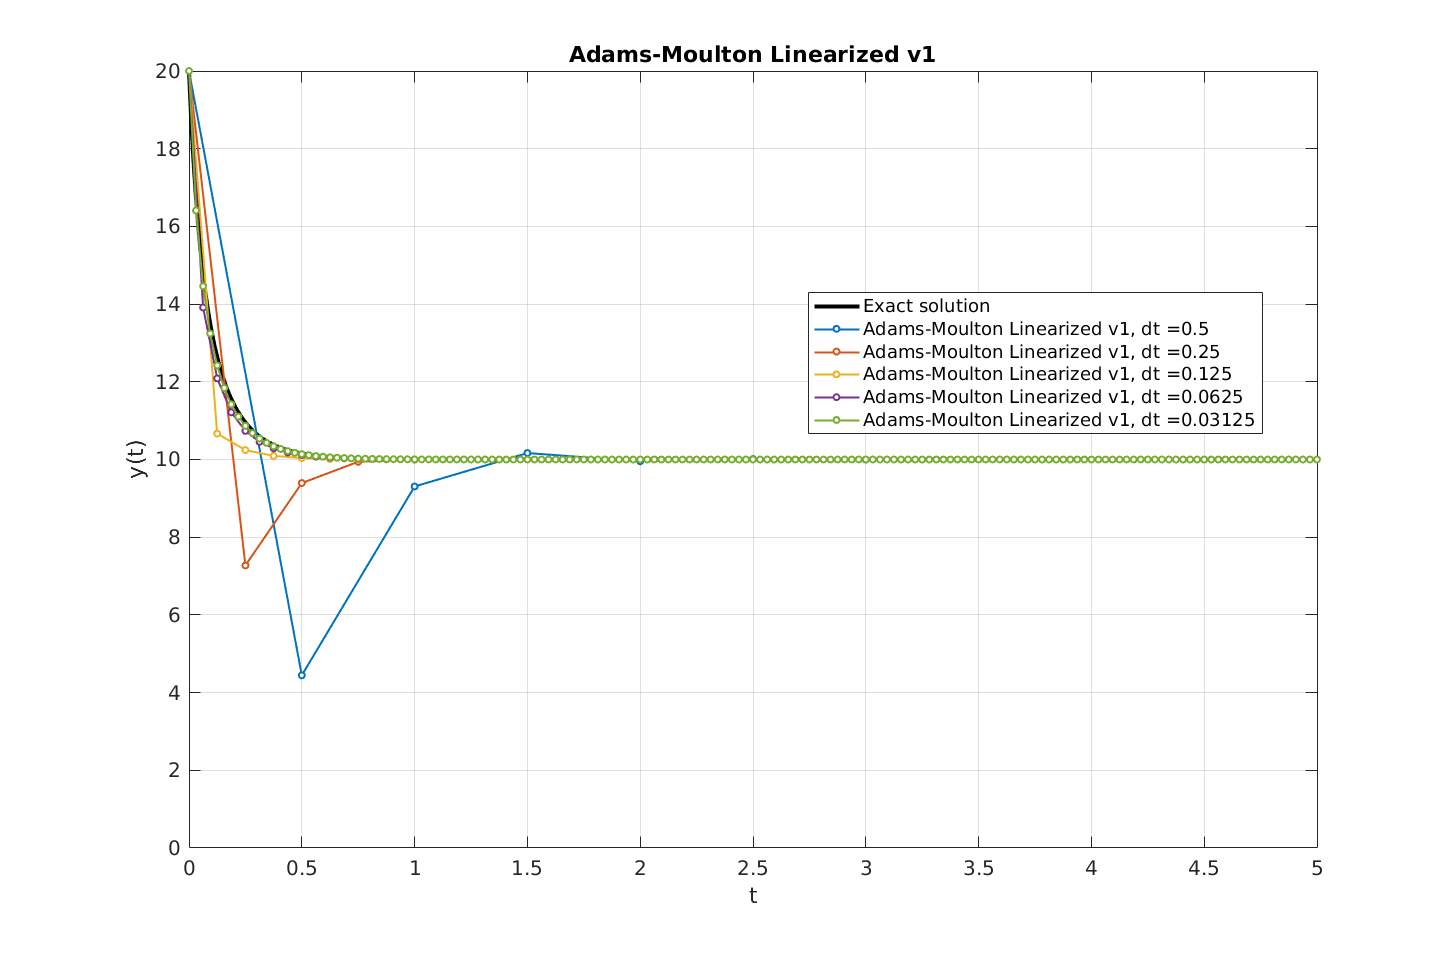 Adams-Moulton Linearized v1
20
18
16
14
12
10
8
6
4
2
0
y(t)
Exact solution
Adams-Moulton Linearized v1, dt =0.5
Adams-Moulton Linearized v1, dt =0.25
Adams-Moulton Linearized v1, dt =0.125
Adams-Moulton Linearized v1, dt =0.0625
Adams-Moulton Linearized v1, dt =0.03125
0 0.5 1 1.5 2 2.5 3 3.5 4 4.5 5
t